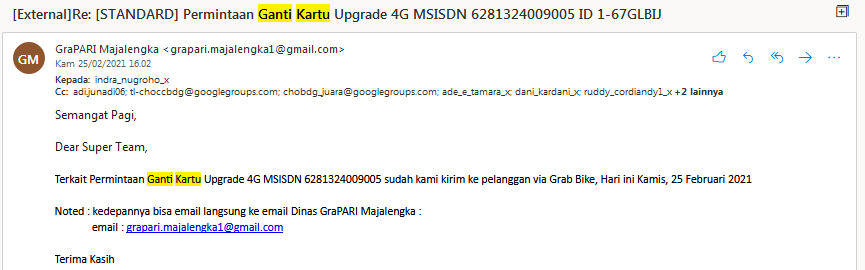 [External]Re: [STANDARD] Permintaan Ganti Kartu Upgrade 4G MSISDN 6281324009005 ID 1-67GLBIJ
GM
GraPARI Majalengka <grapari.majalengka1@gmail.com>
Kam 25/02/2021 16.02
Kepada: indra_nugroho_x
Cc: adi.junadi06; tl-choccbdg@googlegroups.com; chobdg_juara@googlegroups.com; ade_e_tamara_x; dani_kardani_x; ruddy_cordiandy1_x +2 lainnya
Semangat Pagi,
Dear Super Team,
Terkait Permintaan Ganti Kartu Upgrade 4G MSISDN 6281324009005 sudah kami kirim ke pelanggan via Grab Bike, Hari ini Kamis, 25 Februari 2021
Noted : kedepannya bisa email langsung ke email Dinas GraPARI Majalengka :
email : grapari.majalengka1@gmail.com
Terima Kasih